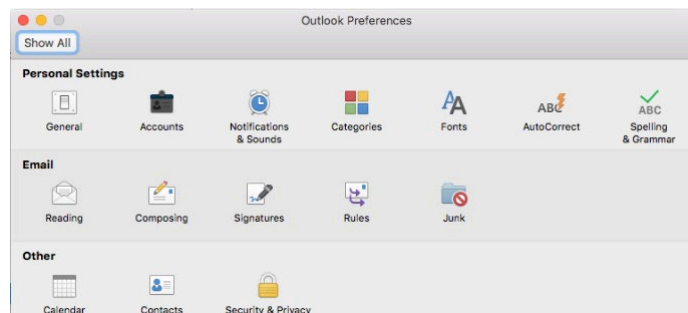 Outlook Preferences
Show All
Personal Settings
General
Accounts
Notifications
& Sounds
Categories
Fonts
ABC
AutoCorrect
ABC
Spelling
& Grammar
Email
Reading
Composing
Signatures
Rules
Junk
Other
Calendar
Contacts
Security & Privacy